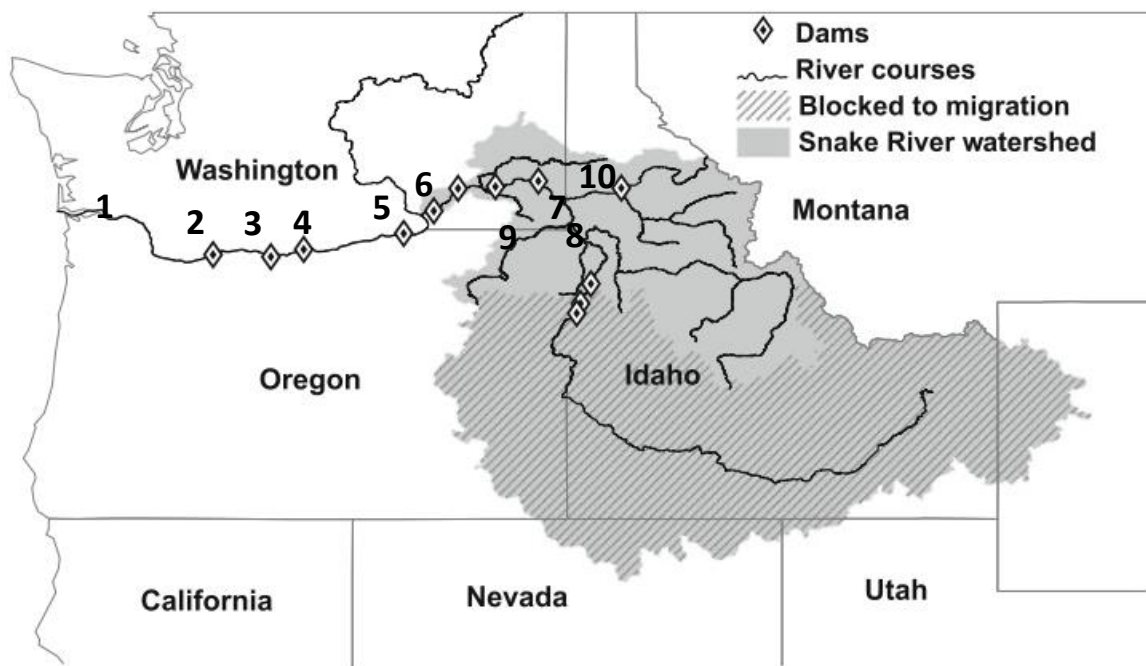 Dams
River courses
Blocked to migration
Snake River watershed
Washington
Montana
1
2
3
4
5
6
7
8
9
10
Oregon
Idaho
California
Nevada
Utah